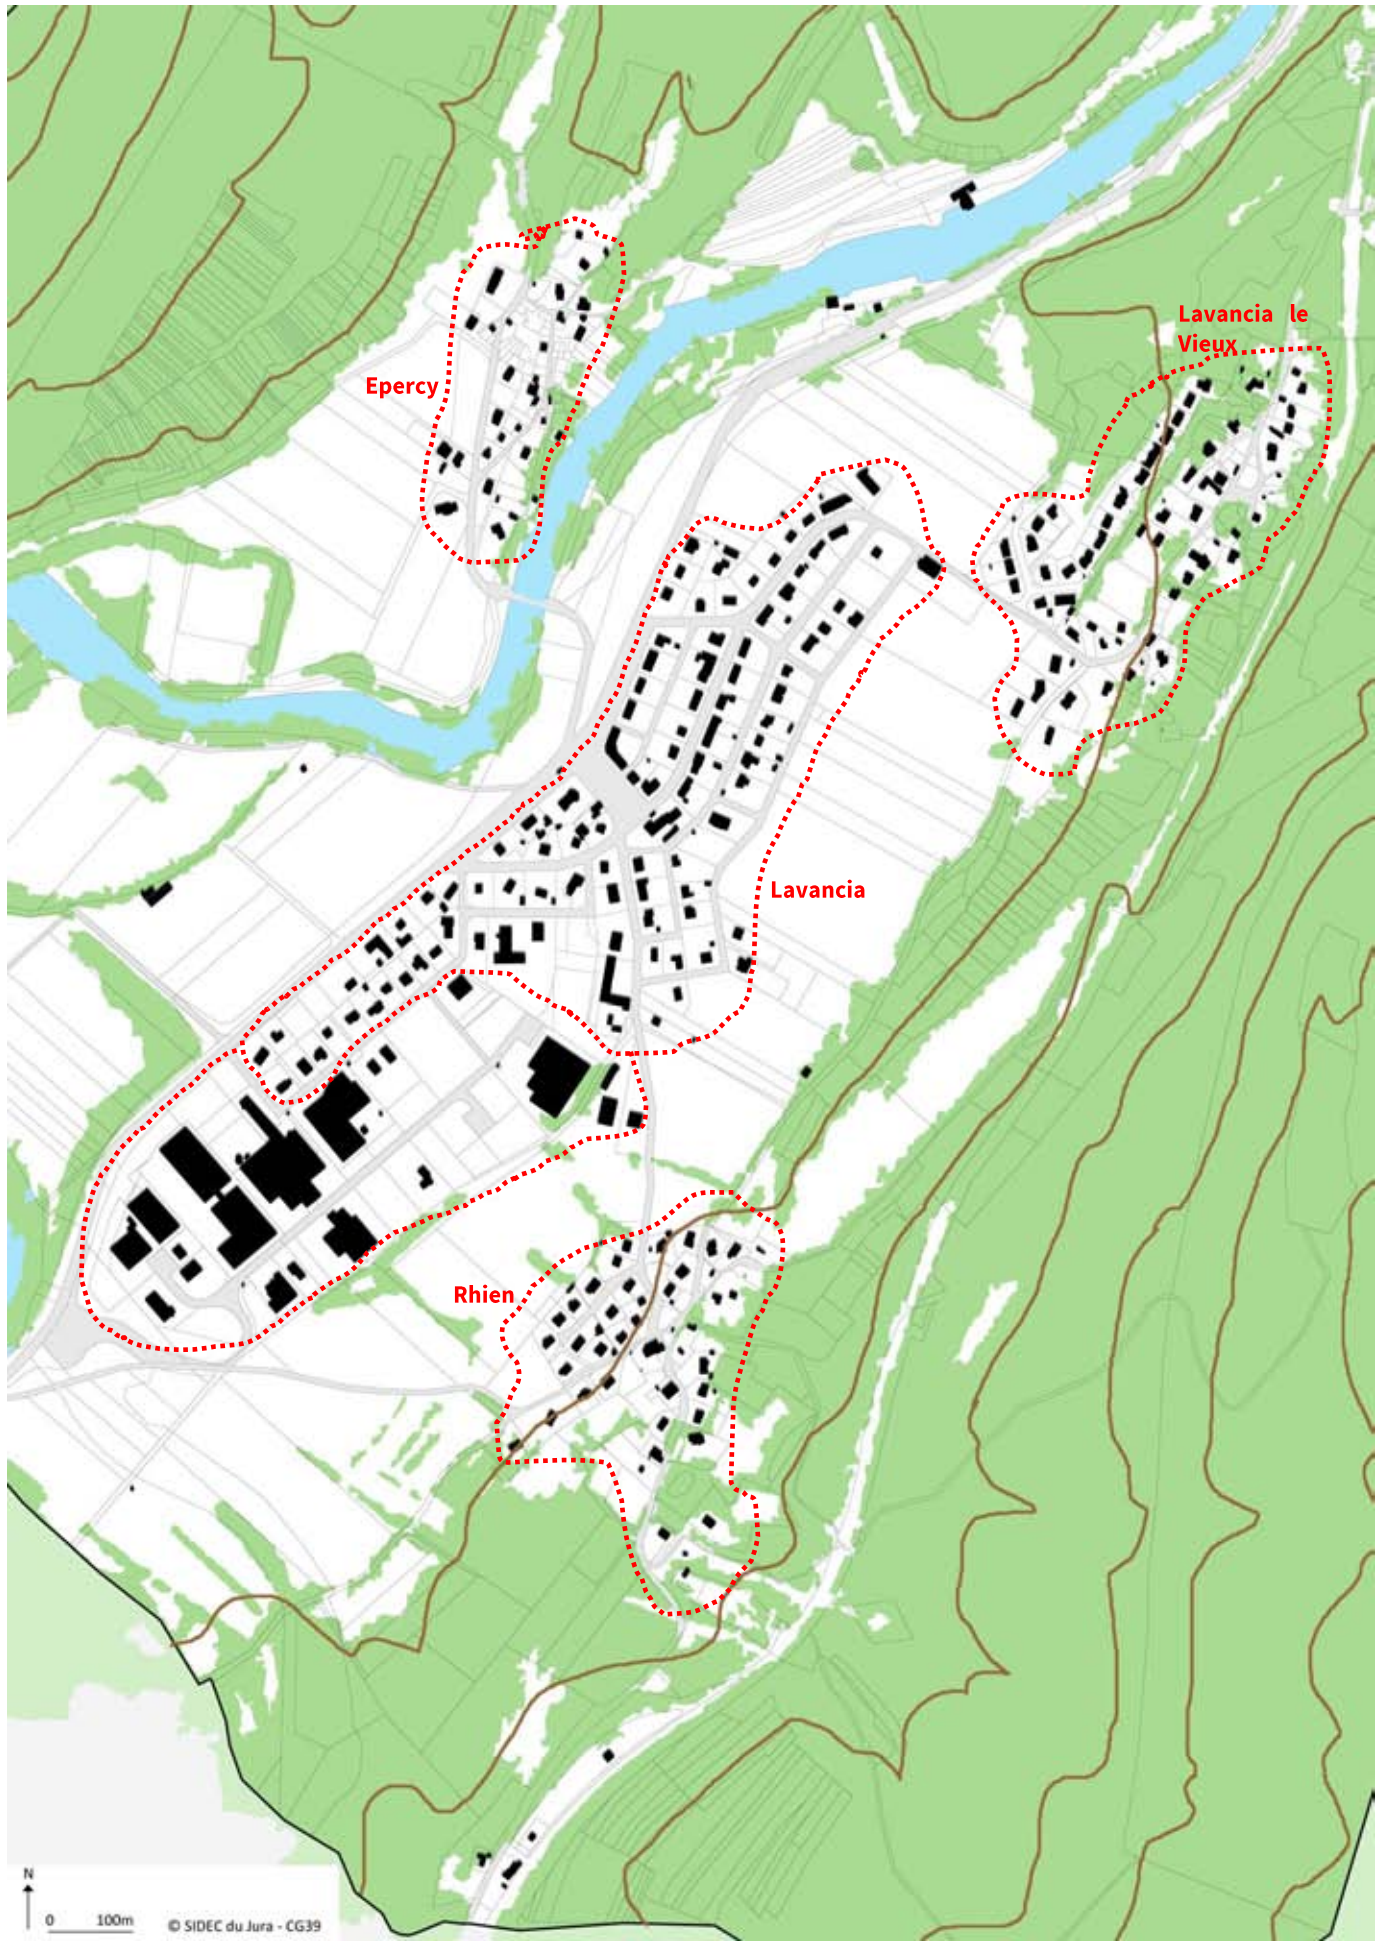 Lavancia le
Vieux
Epercy
Lavancia
Rhien
N
0 100m
© SIDEC du Jura - CG39